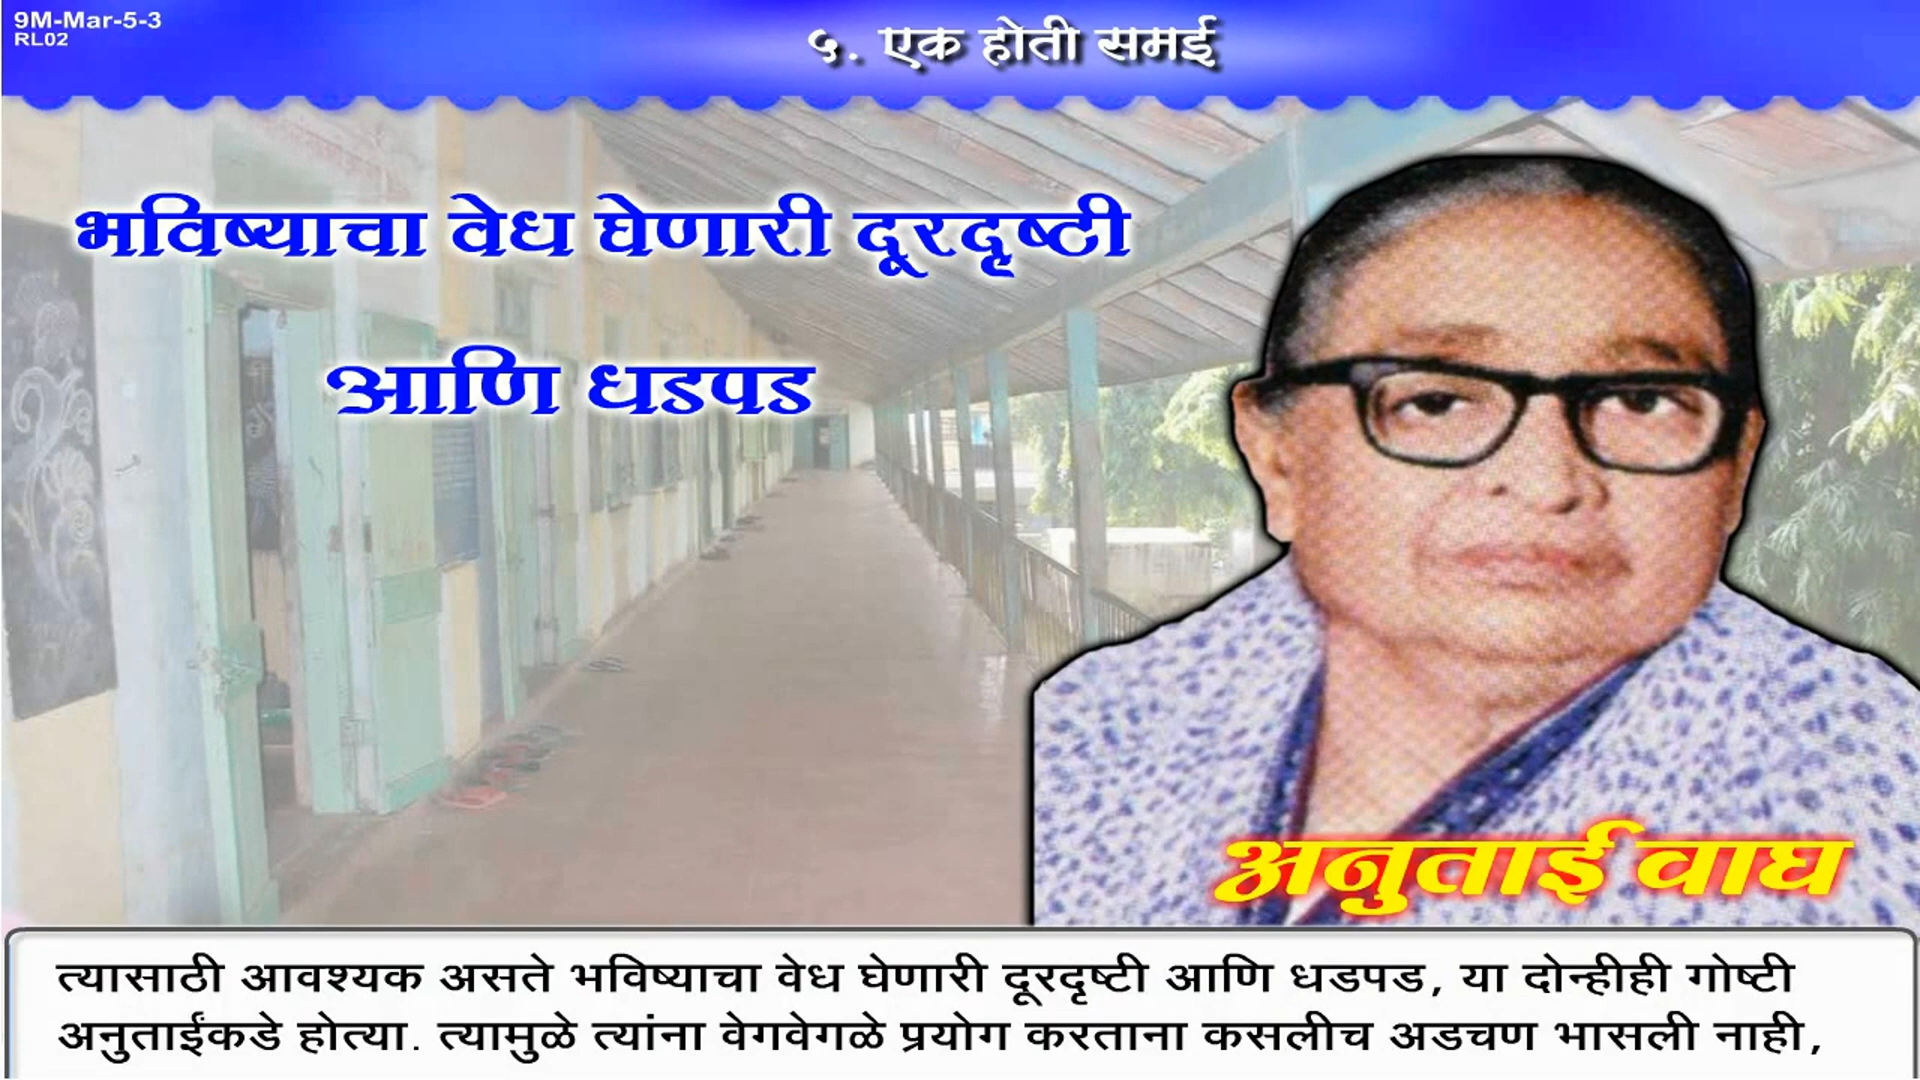 9M-Mar-5-3
RL02
५. एक होती समई
भविष्याचा वेध घेणारी दूरदृष्टी
आणि धडपड
अनुताई वाघ
त्यासाठी आवश्यक असते भविष्याचा वेध घेणारी दूरदृष्टी आणि धडपड, या दोन्हीही गोष्टी
अनुताईंकडे होत्या. त्यामुळे त्यांना वेगवेगळे प्रयोग करताना कसलीच अडचण भासली नाही,